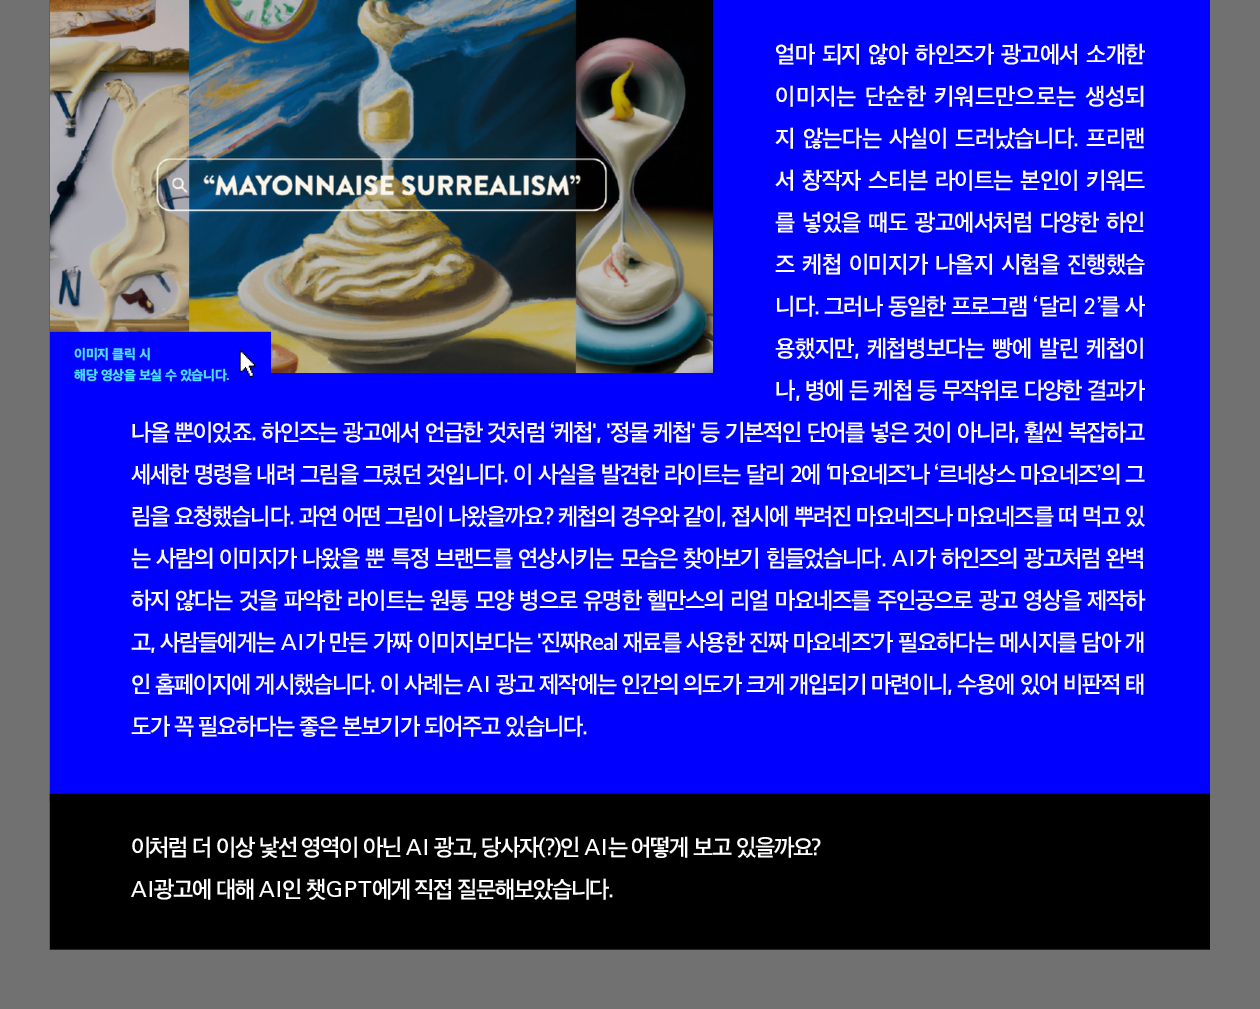 “MAYONNAISE SURREALISM”
N
이미지 클릭 시
해당 영상을 보실 수 있습니다.
얼마 되지 않아 하인즈가 광고에서 소개한
이미지는 단순한 키워드만으로는 생성되
지 않는다는 사실이 드러났습니다. 프리랜
서 창작자 스티븐 라이트는 본인이 키워드
를 넣었을 때도 광고에서처럼 다양한 하인
즈 케첩 이미지가 나올지 시험을 진행했습
니다. 그러나 동일한 프로그램 ‘달리 2’를 사
용했지만, 케첩병보다는 빵에 발린 케첩이
나, 병에 든 케첩 등 무작위로 다양한 결과가
나올 뿐이었죠. 하인즈는 광고에서 언급한 것처럼 ‘케첩’, '정물 케첩' 등 기본적인 단어를 넣은 것이 아니라, 훨씬 복잡하고
세세한 명령을 내려 그림을 그렸던 것입니다. 이 사실을 발견한 라이트는 달리 2에 ‘마요네즈’나 ‘르네상스 마요네즈’의 그
림을 요청했습니다. 과연 어떤 그림이 나왔을까요? 케첩의 경우와 같이, 접시에 뿌려진 마요네즈나 마요네즈를 떠 먹고 있
는 사람의 이미지가 나왔을 뿐 특정 브랜드를 연상시키는 모습은 찾아보기 힘들었습니다. AI가 하인즈의 광고처럼 완벽
하지 않다는 것을 파악한 라이트는 원통 모양 병으로 유명한 헬만스의 리얼 마요네즈를 주인공으로 광고 영상을 제작하
고, 사람들에게는 AI가 만든 가짜 이미지보다는 '진짜Real 재료를 사용한 진짜 마요네즈'가 필요하다는 메시지를 담아 개
인 홈페이지에 게시했습니다. 이 사례는 AI 광고 제작에는 인간의 의도가 크게 개입되기 마련이니, 수용에 있어 비판적 태
도가 꼭 필요하다는 좋은 본보기가 되어주고 있습니다.
이처럼 더 이상 낯선 영역이 아닌 AI 광고, 당사자(?)인 AI는 어떻게 보고 있을까요?
AI광고에 대해 AI인 챗GPT에게 직접 질문해보았습니다.